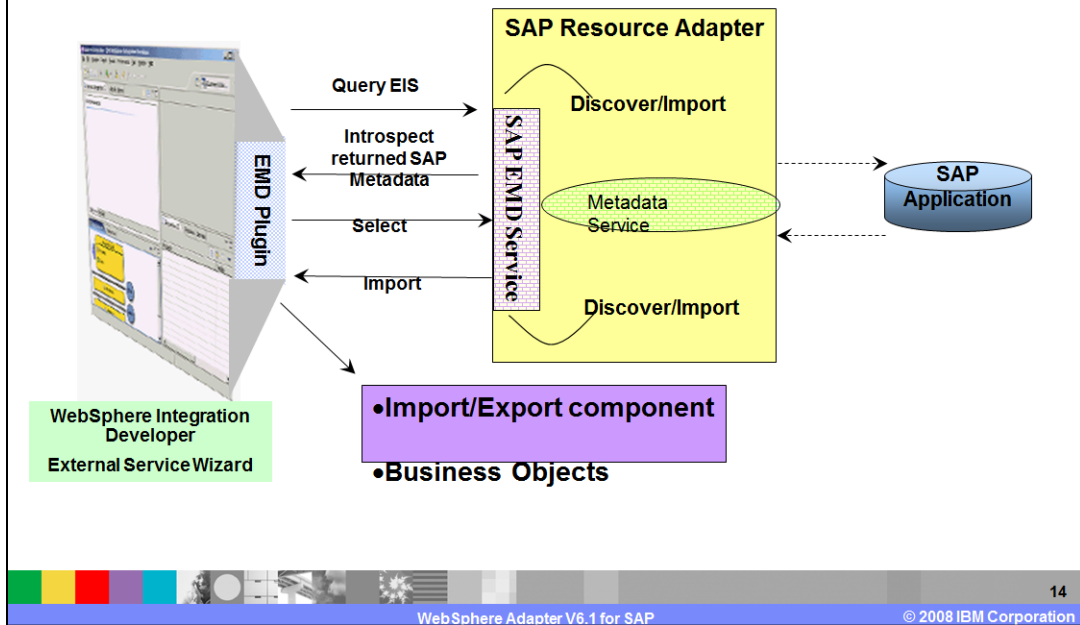 SAP Resource Adapter
Query EIS
Discover/Import
Introspect
returned SAP
Metadata
SAP EMD Service
EMD Plugin
Metadata
Service
SAP
Application
Select
Import
Discover/Import
•Import/Export component
•Business Objects
WebSphere Integration
Developer
External Service Wizard
14
WebSphere Adapter V6.1 for SAP
© 2008 IBM Corporation